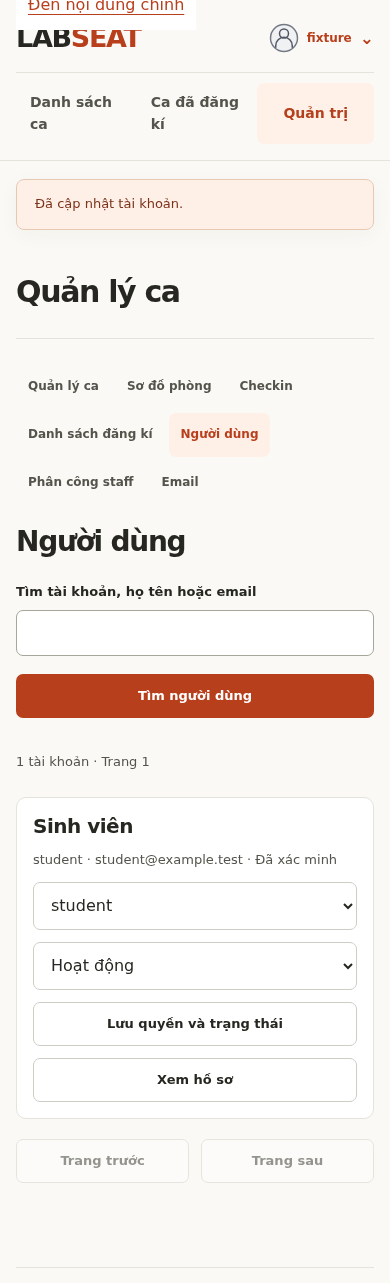 Đến nội dung chính
LABSEAT
fixture
Danh sách ca
Ca đã đăng kí
Quản trị
Đã cập nhật tài khoản.
Quản lý ca
Quản lý ca
Sơ đồ phòng
Checkin
Danh sách đăng kí
Người dùng
Phân công staff
Email
Người dùng
Tìm tài khoản, họ tên hoặc email
Tìm người dùng
1 tài khoản · Trang 1
Sinh viên
student · student@example.test · Đã xác minh
student
Hoạt động
Lưu quyền và trạng thái
Xem hồ sơ
Trang trước
Trang sau